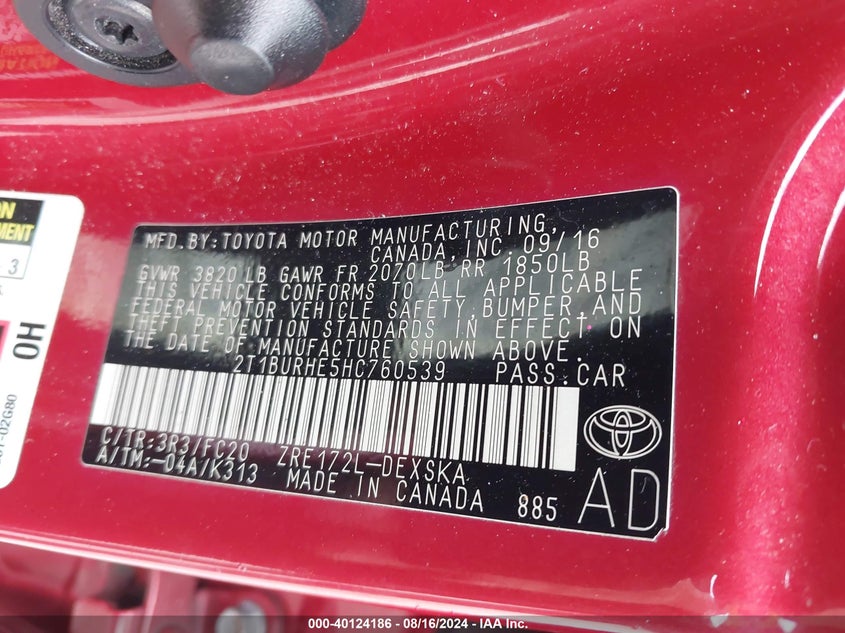 MFD.BY:TOYOTA MOTOR MANUFACTURING,
CANADA,INC. 09/16
GVWR 3820LB GAWR FR 2070LB RR 1850LB
THIS VEHICLE CONFORMS TO ALL APPLICABLE
FEDERAL MOTOR VEHICLE SAFETY,BUMPER,AND
THEFT PREVENTION STANDARDS IN EFFECT ON
THE DATE OF MANUFACTURE SHOWN ABOVE.
2T1BURHE5HC760539 PASS.CAR
C/TR:3R3/FC20 ZRE172L-DEXSKA
A/TM:-04A/K313 MADE IN CANADA 885
AD
3
OH
02G80
000-40124186 - 08/16/2024 - IAA Inc.